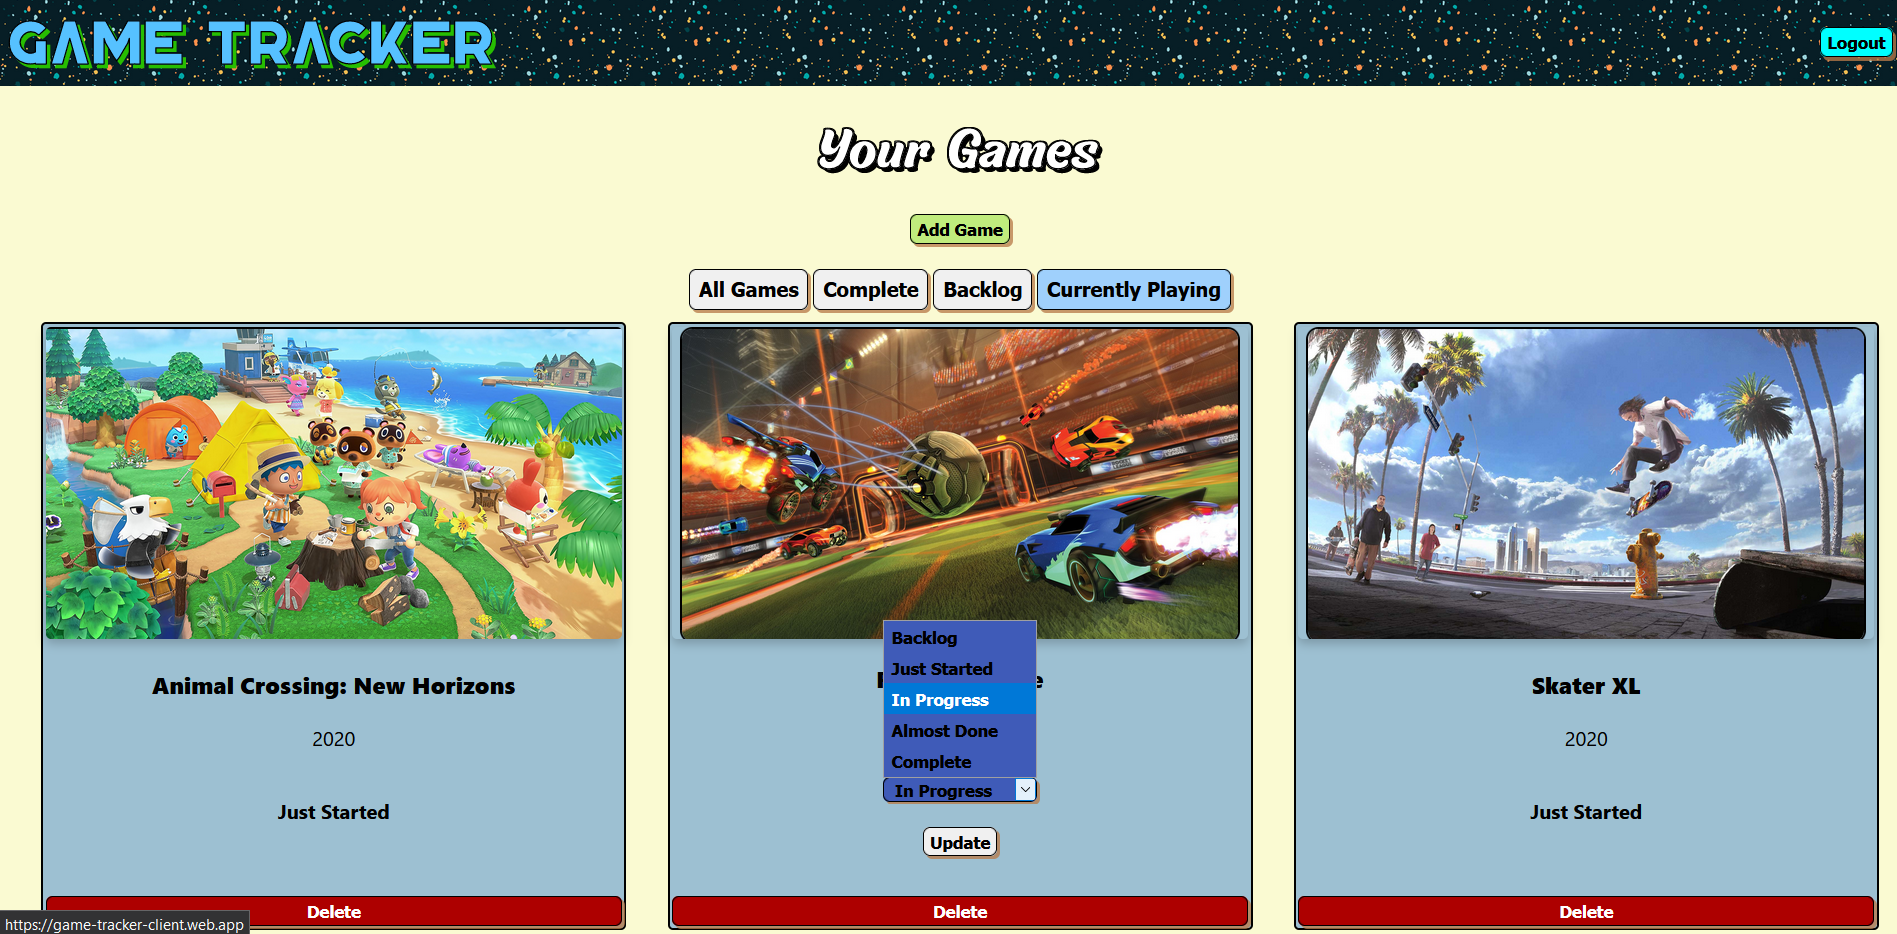 GAME TRACKER
Logout
Your Games
Add Game
All Games Complete Backlog Currently Playing
Backlog
Just Started
In Progress
Almost Done
Complete
In Progress
Update
Animal Crossing: New Horizons
2020
Just Started
Skater XL
2020
Just Started
Delete
Delete
Delete
https://game-tracker-client.web.app